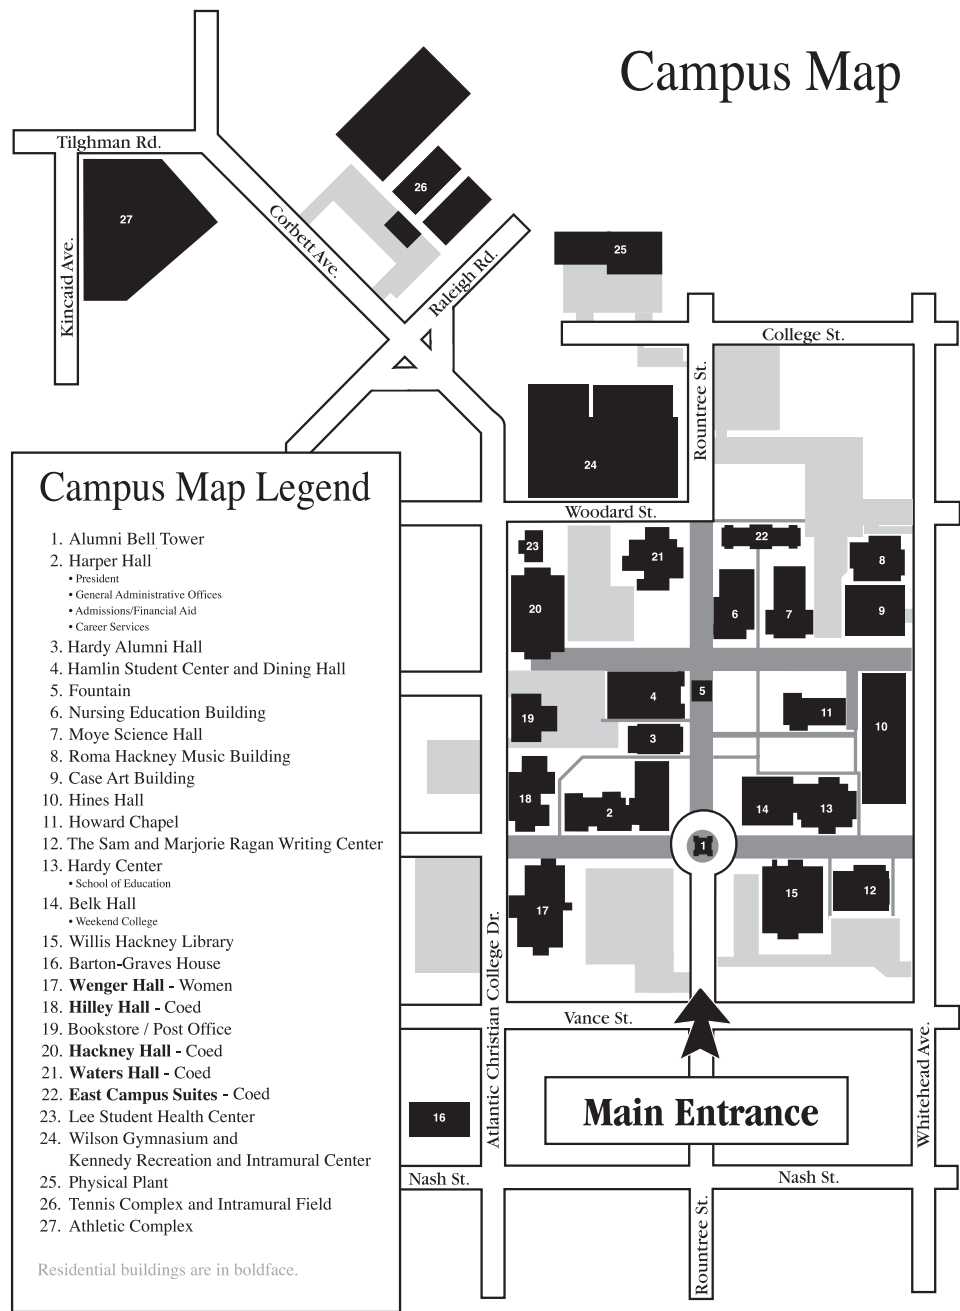 Campus Map
Tilghman Rd.
Kincaid Ave.
27
Corbett Ave.
26
Raleigh Rd.
25
College St.
Rountree St.
24
Woodard St.
23
21
22
8
20
6
7
9
4
5
19
3
11
10
18
2
14
13
1
17
15
12
Atlantic Christian College Dr.
Vance St.
Whitehead Ave.
16
Main Entrance
Nash St.
Nash St.
Rountree St.
Campus Map Legend
1. Alumni Bell Tower
2. Harper Hall
• President
• General Administrative Offices
• Admissions/Financial Aid
• Career Services
3. Hardy Alumni Hall
4. Hamlin Student Center and Dining Hall
5. Fountain
6. Nursing Education Building
7. Moye Science Hall
8. Roma Hackney Music Building
9. Case Art Building
10. Hines Hall
11. Howard Chapel
12. The Sam and Marjorie Ragan Writing Center
13. Hardy Center
• School of Education
14. Belk Hall
• Weekend College
15. Willis Hackney Library
16. Barton-Graves House
17. Wenger Hall - Women
18. Hilley Hall - Coed
19. Bookstore / Post Office
20. Hackney Hall - Coed
21. Waters Hall - Coed
22. East Campus Suites - Coed
23. Lee Student Health Center
24. Wilson Gymnasium and
Kennedy Recreation and Intramural Center
25. Physical Plant
26. Tennis Complex and Intramural Field
27. Athletic Complex
Residential buildings are in boldface.